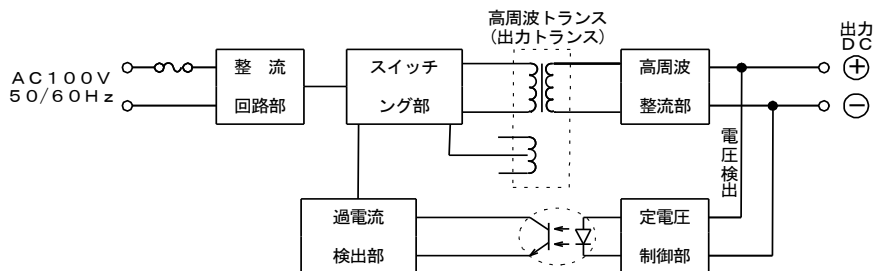 高周波トランス
（出力トランス）
出力
ＤＣ
整　流
回路部
スイッチ
ング部
高周波
整流部
ＡＣ１００Ｖ
５０/６０Ｈｚ
＋
－
電圧検出
過電流
検出部
定電圧
制御部